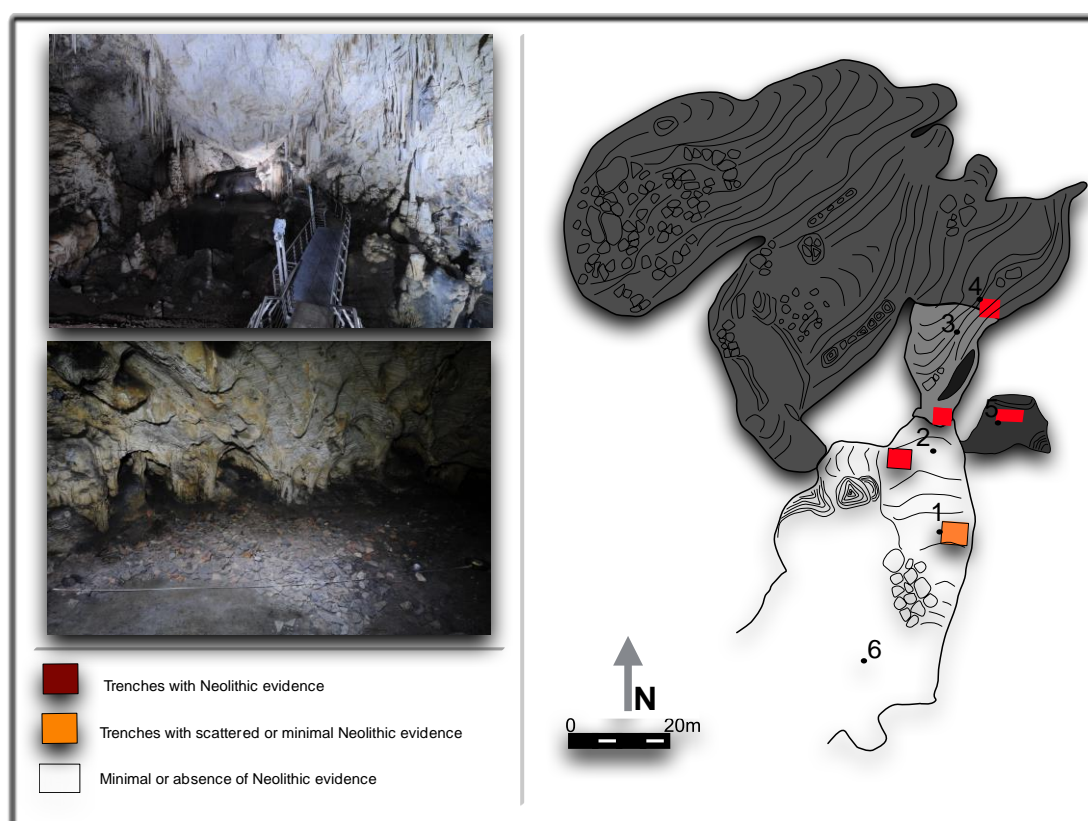 Trenches with Neolithic evidence
Trenches with scattered or minimal Neolithic evidence
Minimal or absence of Neolithic evidence
4
3
5
2
1
6
N
0 20m